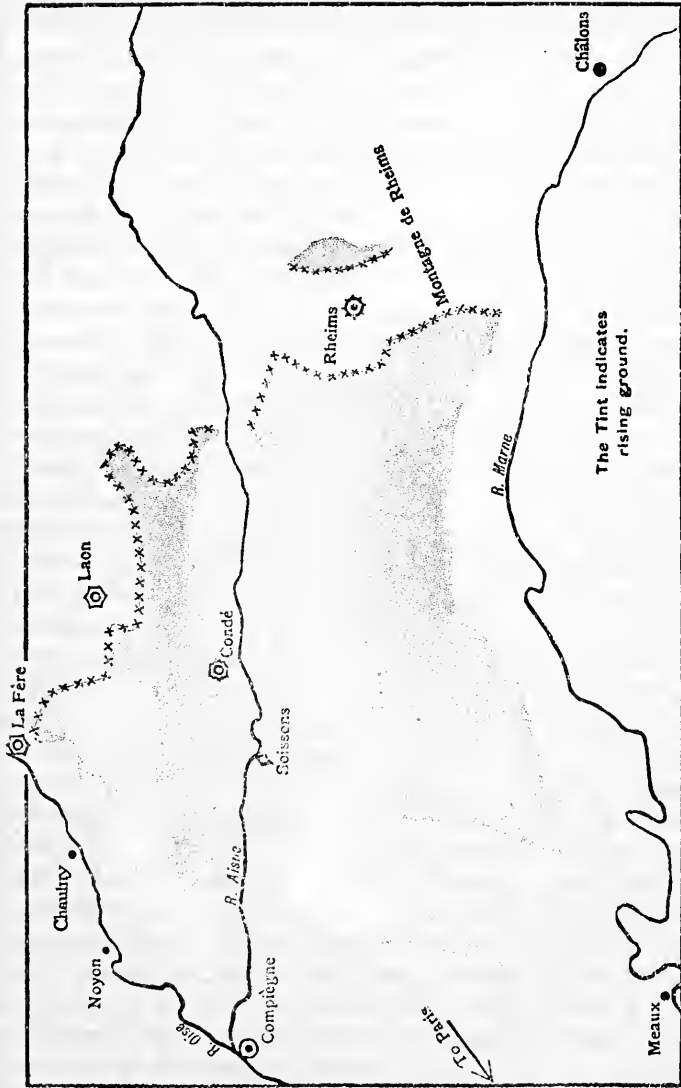 La Fère
Laon
Chaulny
Noyon
R. Oise
Compiègne
R. Aisne
Soissons
Condé
Rheims
Montagne de Rheims
Châlons
R. Marne
The Tint indicates
rising ground.
To Paris
Meaux